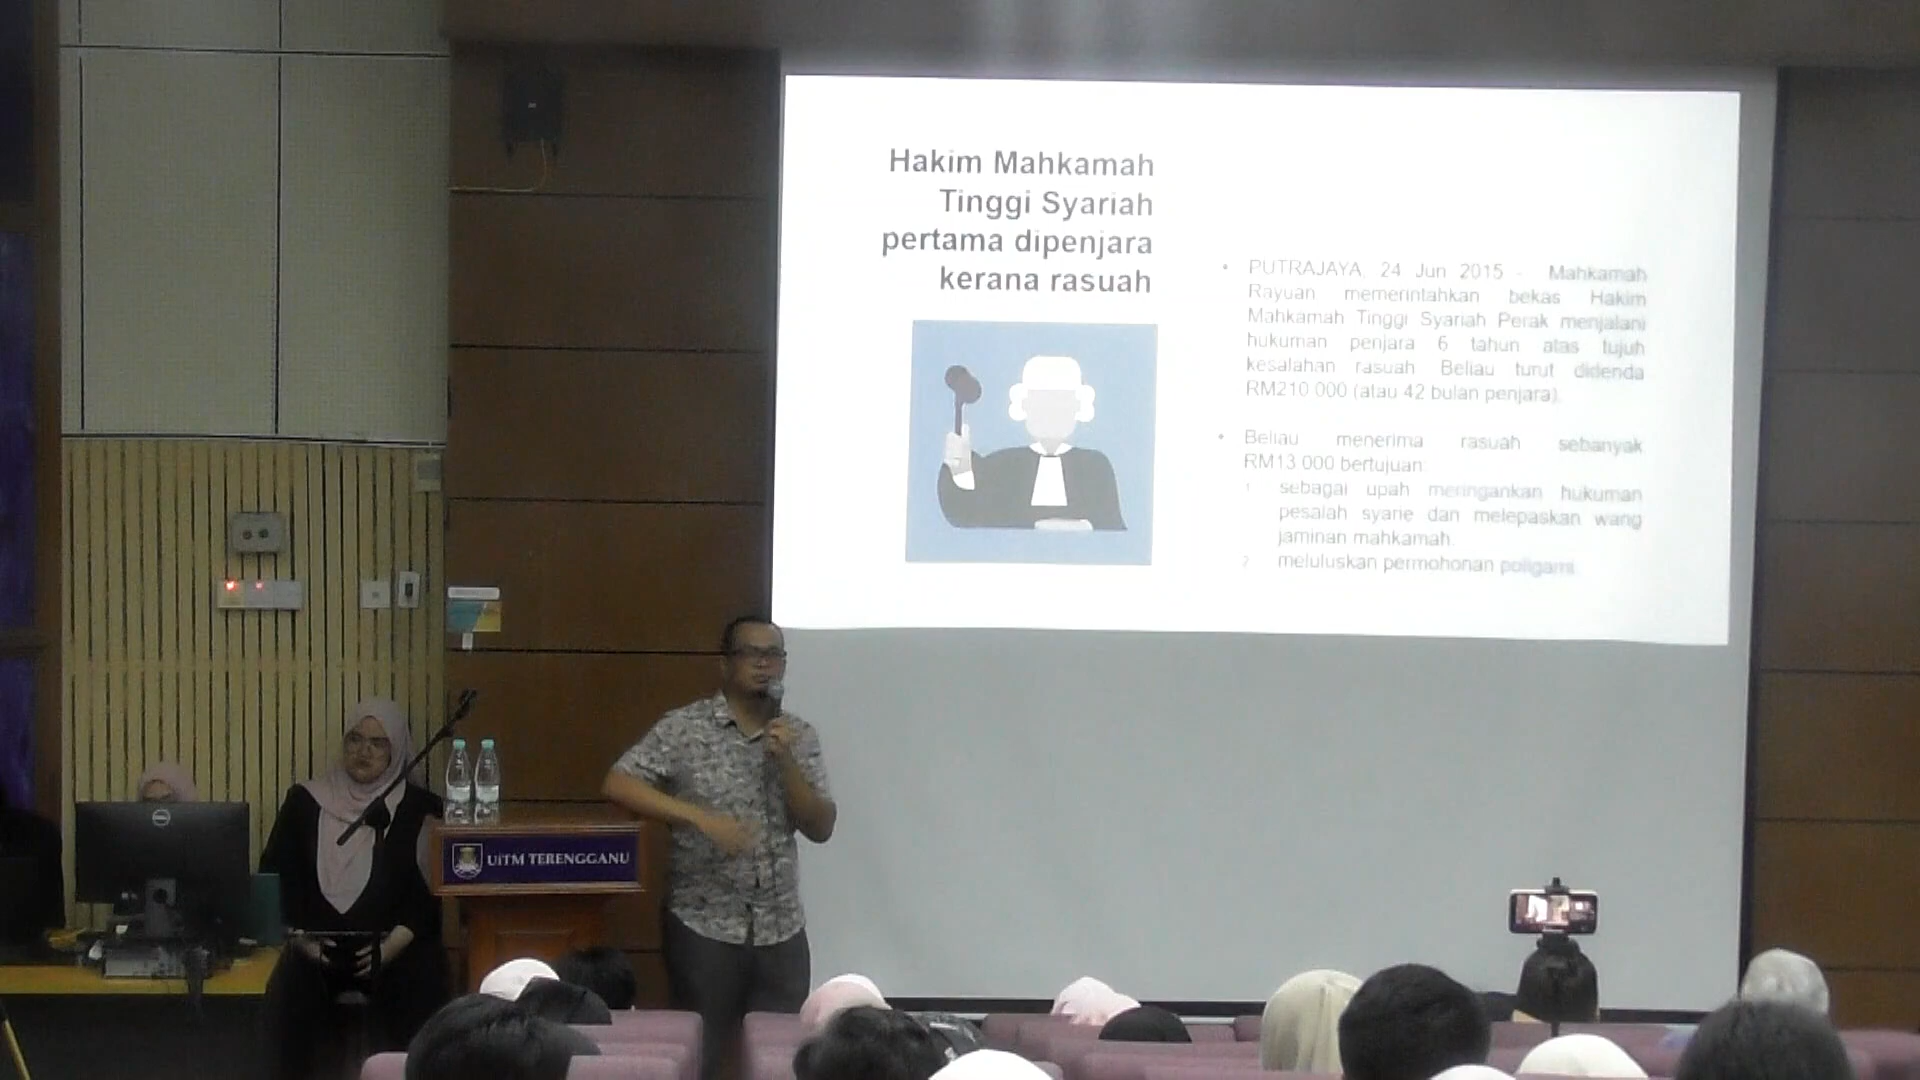 Hakim Mahkamah
Tinggi Syariah
pertama dipenjara
kerana rasuah
• PUTRAJAYA, 24 Jun 2015 - Mahkamah
Rayuan memerintahkan bekas Hakim
Mahkamah Tinggi Syariah Perak menjalani
hukuman penjara 6 tahun atas tujuh
kesalahan rasuah. Beliau turut didenda
RM210 000 (atau 42 bulan penjara).
• Beliau menerima rasuah sebanyak
RM13 000 bertujuan:
1. sebagai upah meringankan hukuman
pesalah syarie dan melepaskan wang
jaminan mahkamah.
2. meluluskan permohonan poligami.
DELL
UiTM TERENGGANU